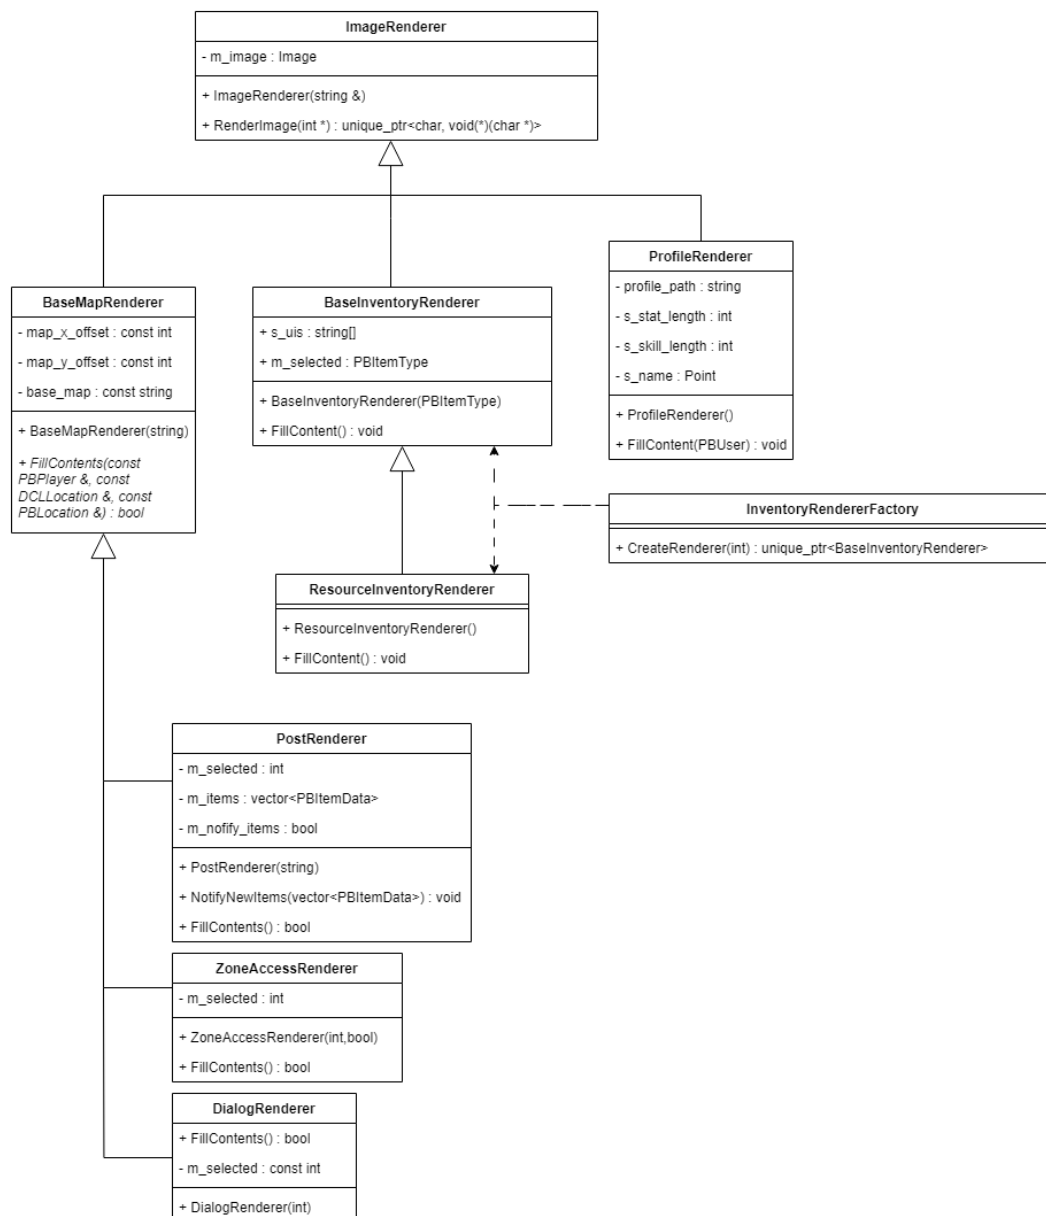 ImageRenderer
- m_image : Image
+ ImageRenderer(string &)
+ RenderImage(int *) : unique_ptr<char, void(*)(char *)>
BaseMapRenderer
- map_x_offset : const int
- map_y_offset : const int
- base_map : const string
+ BaseMapRenderer(string)
+ FillContents(const
PBPlayer &, const
DCLLocation &, const
PBLocation &) : bool
BaseInventoryRenderer
+ s_uis : string[]
+ m_selected : PBItemType
+ BaseInventoryRenderer(PBItemType)
+ FillContent() : void
ProfileRenderer
- profile_path : string
- s_stat_length : int
- s_skill_length : int
- s_name : Point
+ ProfileRenderer()
+ FillContent(PBUser) : void
InventoryRendererFactory
+ CreateRenderer(int) : unique_ptr<BaseInventoryRenderer>
ResourceInventoryRenderer
+ ResourceInventoryRenderer()
+ FillContent() : void
PostRenderer
- m_selected : int
- m_items : vector<PBItemData>
- m_nofify_items : bool
+ PostRenderer(string)
+ NotifyNewItems(vector<PBItemData>) : void
+ FillContents() : bool
ZoneAccessRenderer
- m_selected : int
+ ZoneAccessRenderer(int,bool)
+ FillContents() : bool
DialogRenderer
+ FillContents() : bool
- m_selected : const int
+ DialogRenderer(int)